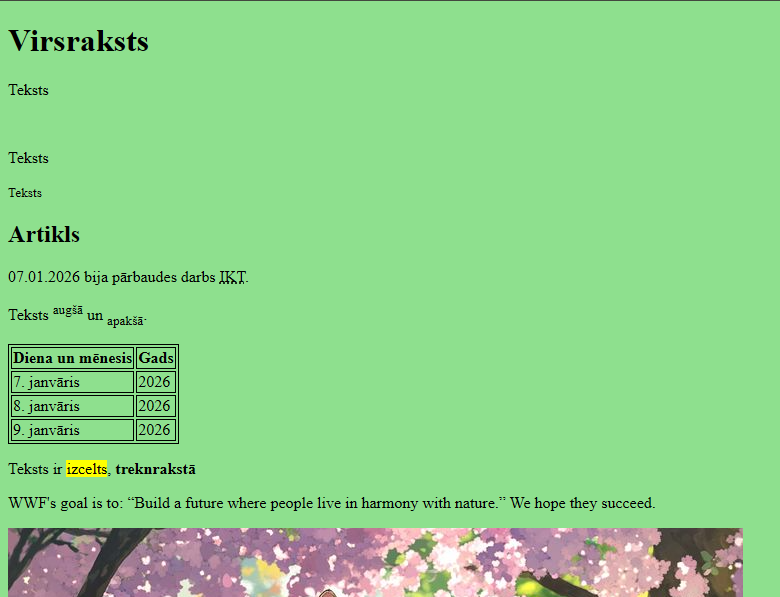 Virsraksts
Teksts
Teksts
Teksts
Artikls
07.01.2026 bija pārbaudes darbs IKT.
Teksts augšā un apakšā.
Diena un mēnesis Gads
7. janvāris 2026
8. janvāris 2026
9. janvāris 2026
Teksts ir izcelts, treknrakstā
WWF's goal is to: “Build a future where people live in harmony with nature.” We hope they succeed.